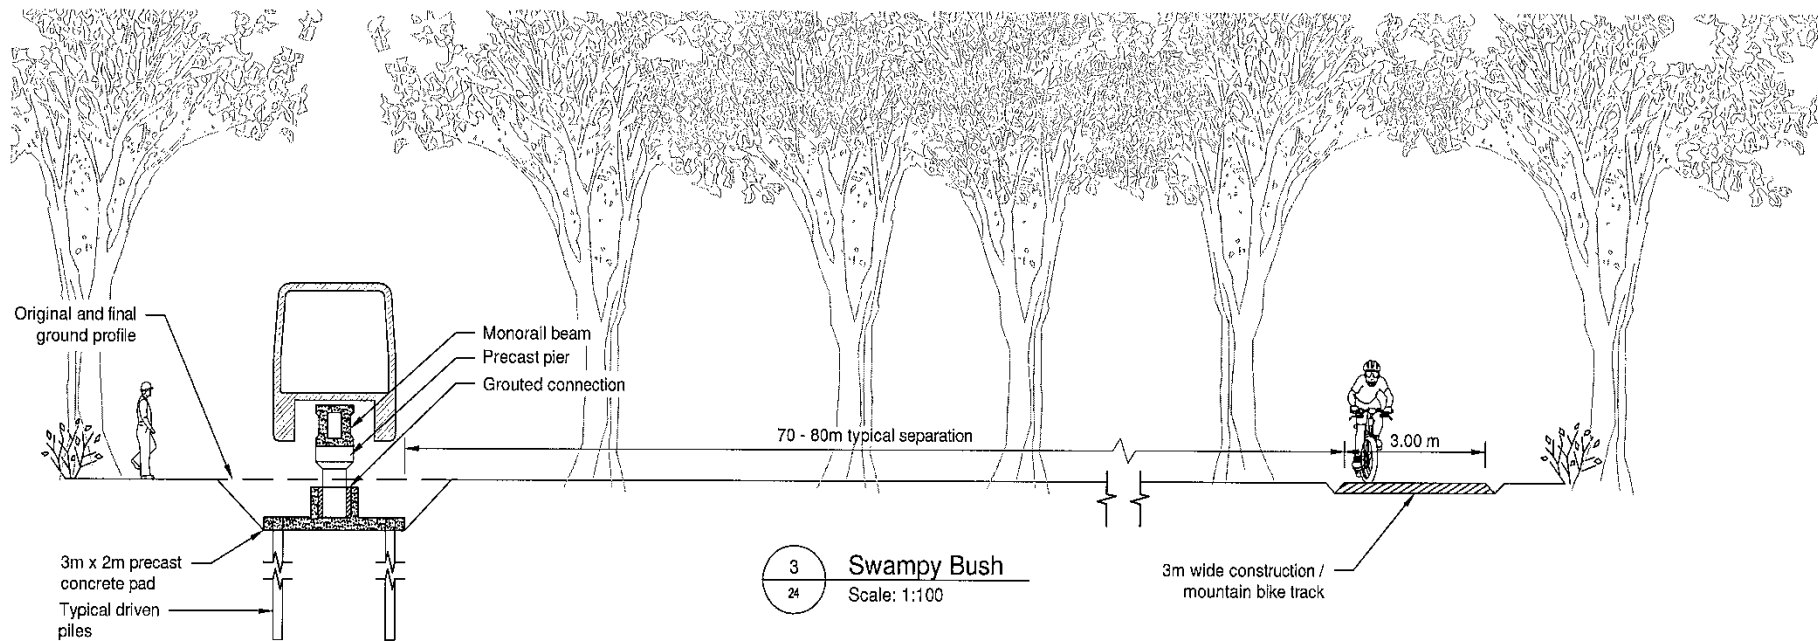 Original and final
ground profile
Monorail beam
Precast pier
Grouted connection
70 - 80m typical separation
3.00 m
3m x 2m precast
concrete pad
Typical driven
piles
3
24
Swampy Bush
Scale: 1:100
3m wide construction /
mountain bike track